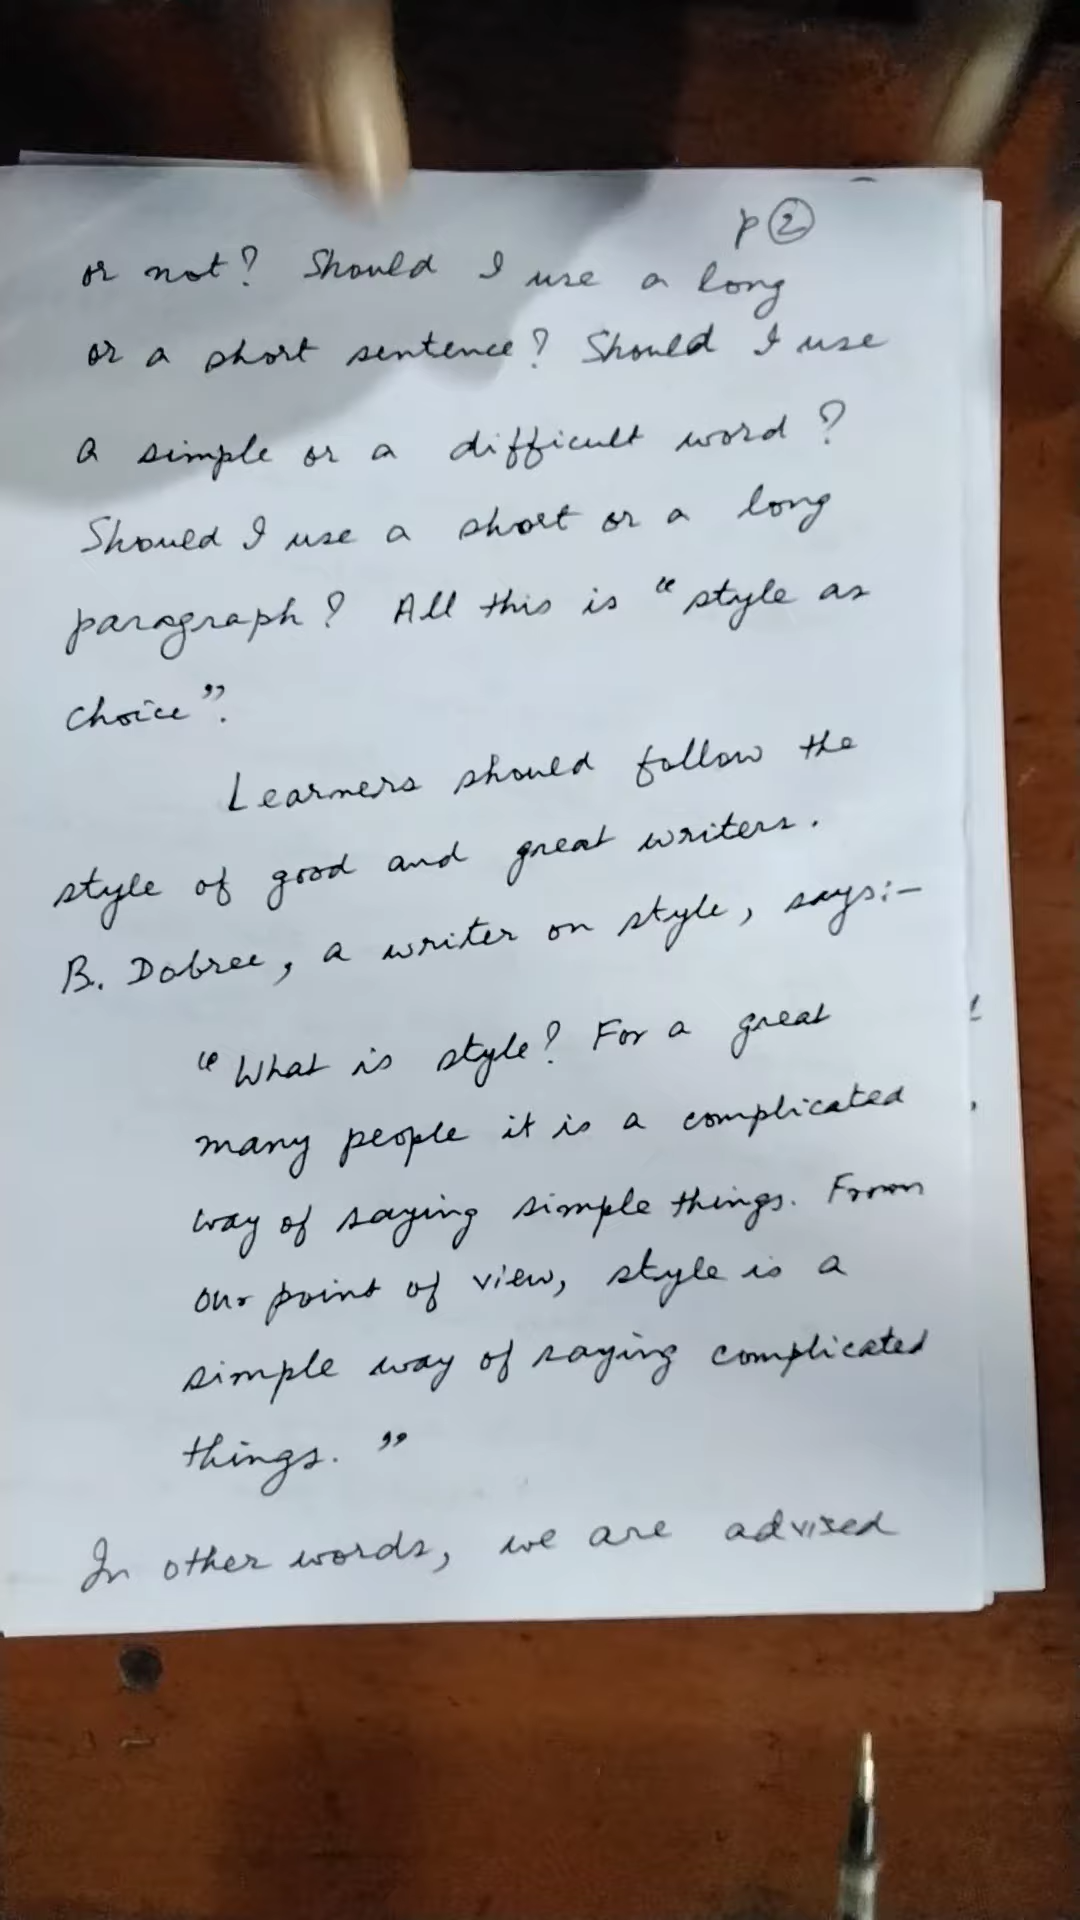 p 2
or not? Should I use a long
or a short sentence? Should I use
a simple or a difficult word?
Should I use a short or a long
paragraph? All this is "style as
choice".
Learners should follow the
style of good and great writers.
B. Dobree, a writer on style, says:-
"What is style? For a great
many people it is a complicated
way of saying simple things. From
our point of view, style is a
simple way of saying complicated
things."
In other words, we are advised